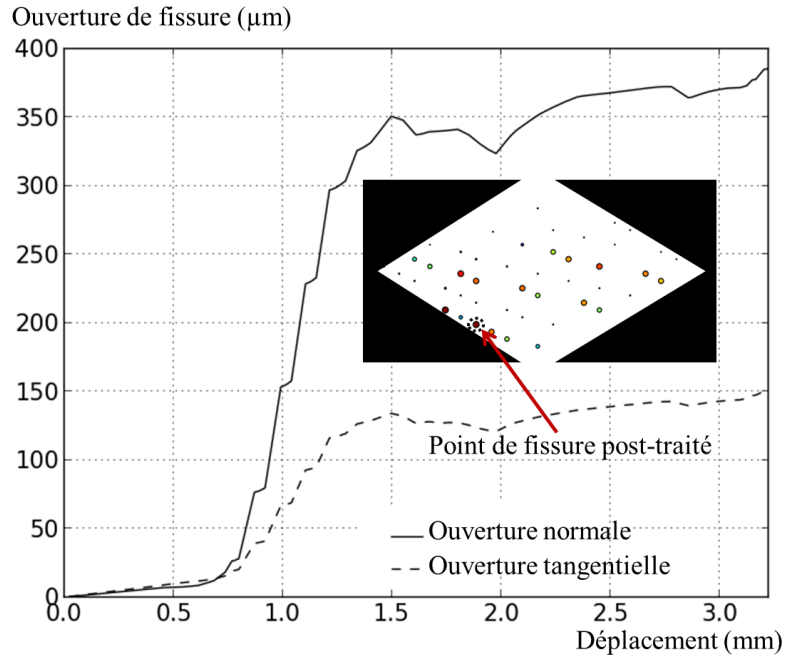 Ouverture de fissure (µm)
400
350
300
250
200
150
100
50
0
Point de fissure post-traité
Ouverture normale
Ouverture tangentielle
0.0 0.5 1.0 1.5 2.0 2.5 3.0
Déplacement (mm)